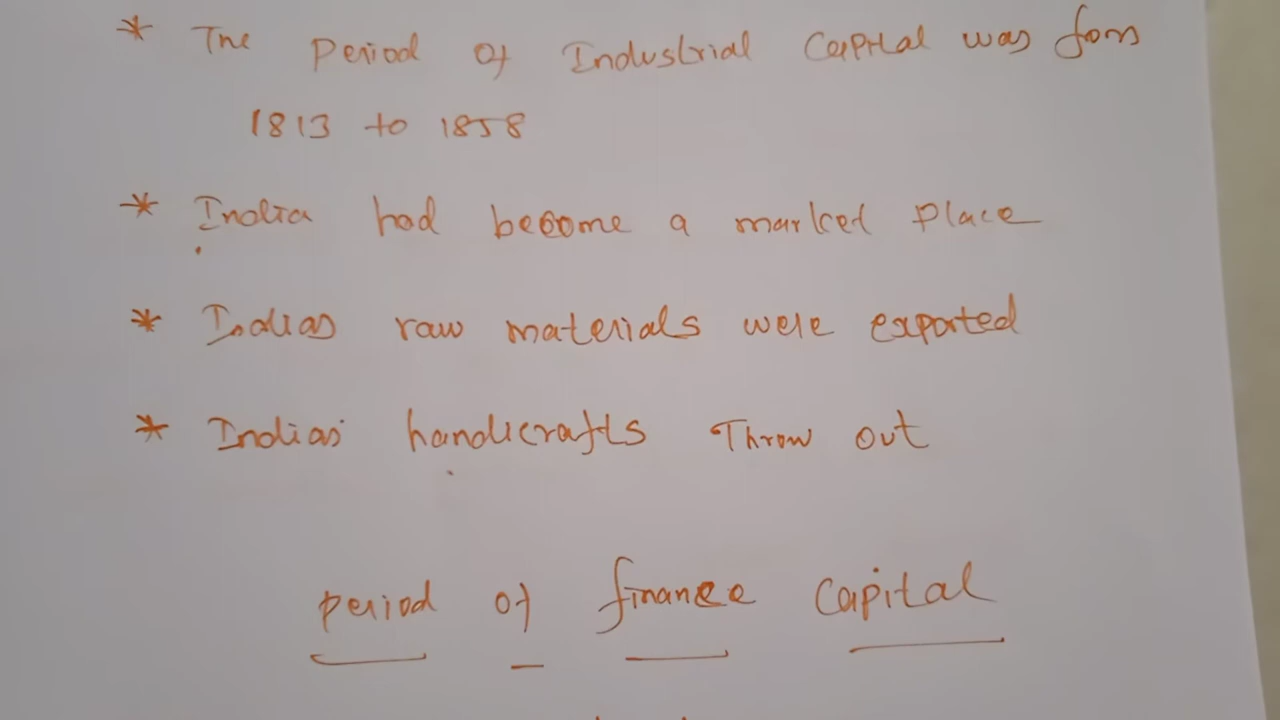 * The Period of Industrial Capital was from
1813 to 1858
* India had become a market place
* Indias raw materials were exported
* Indias handicrafts Throw out
Period of finance capital